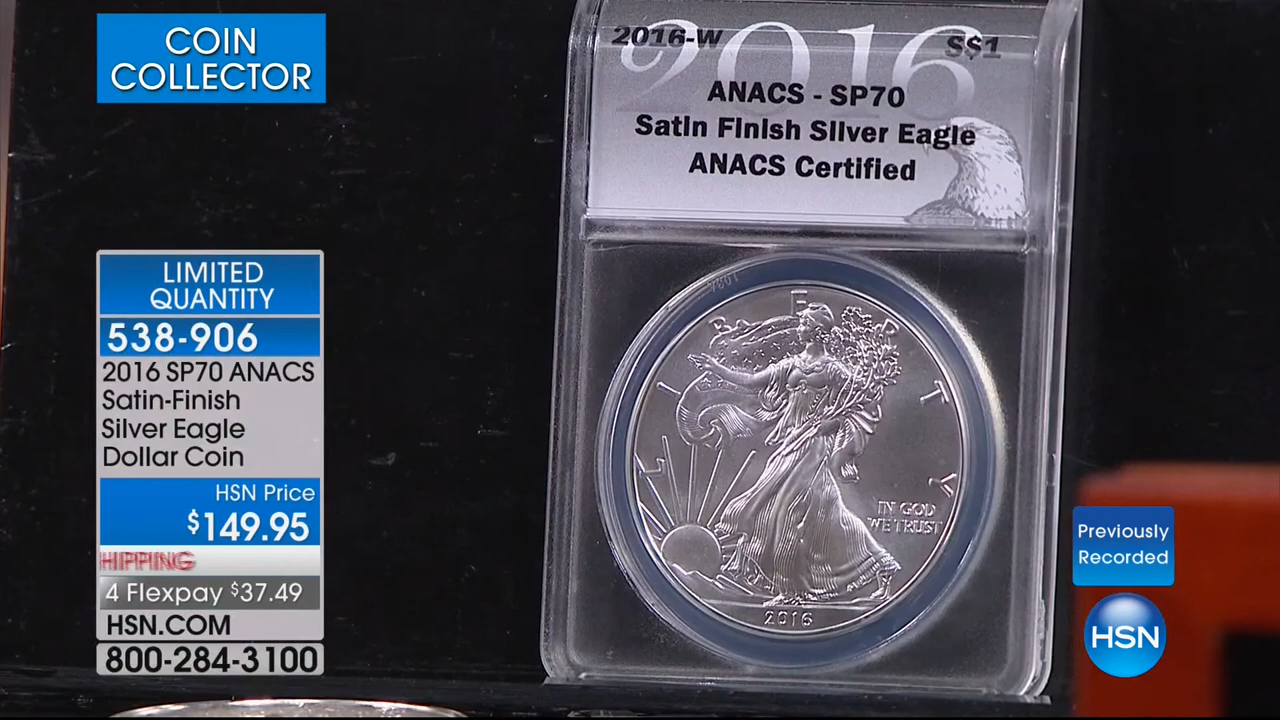 COIN
COLLECTOR
LIMITED
QUANTITY
538-906
2016 SP70 ANACS
Satin-Finish
Silver Eagle
Dollar Coin
HSN Price
$149.95
HIPPING
4 Flexpay $37.49
HSN.COM
800-284-3100
2016
2016-W S$1
ANACS - SP70
Satin Finish Silver Eagle
ANACS Certified
LIBERTY
IN GOD
WE TRUST
2016
Previously
Recorded
HSN